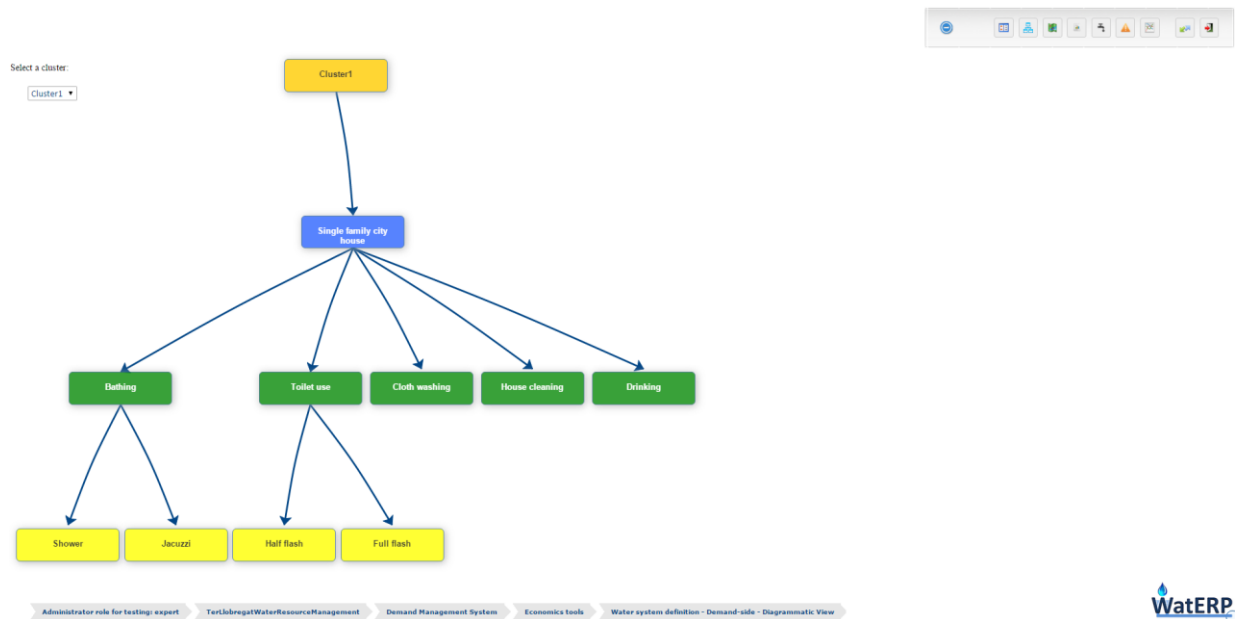 Select a cluster:
Cluster1
Cluster1
Single family city
house
Bathing
Toilet use
Cloth washing
House cleaning
Drinking
Shower
Jacuzzi
Half flash
Full flash
Administrator role for testing: expert
TerLlobregatWaterResourceManagement
Demand Management System
Economics tools
Water system definition - Demand-side - Diagrammatic View
WatERP